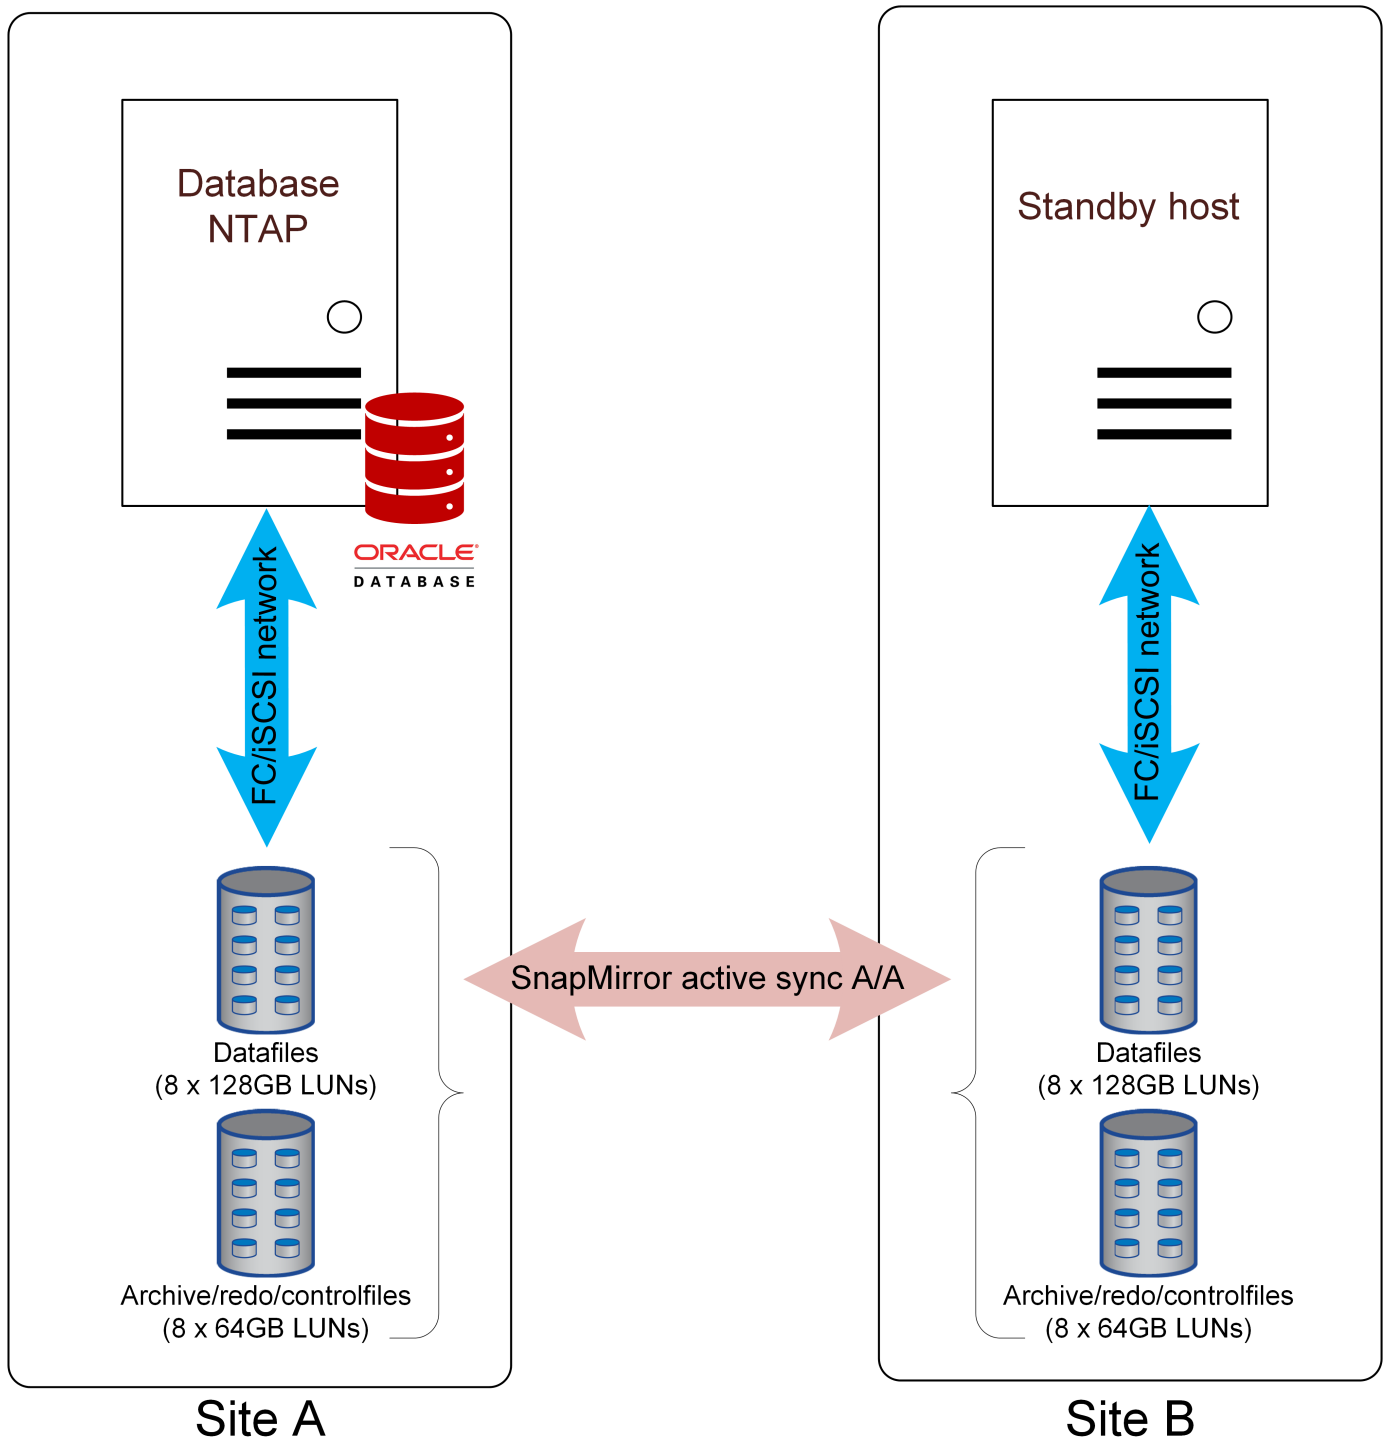 Database
NTAP
ORACLE®
DATABASE
FC/iSCSI network
Datafiles
(8 x 128GB LUNs)
Archive/redo/controlfiles
(8 x 64GB LUNs)
Site A
SnapMirror active sync A/A
Standby host
FC/iSCSI network
Datafiles
(8 x 128GB LUNs)
Archive/redo/controlfiles
(8 x 64GB LUNs)
Site B